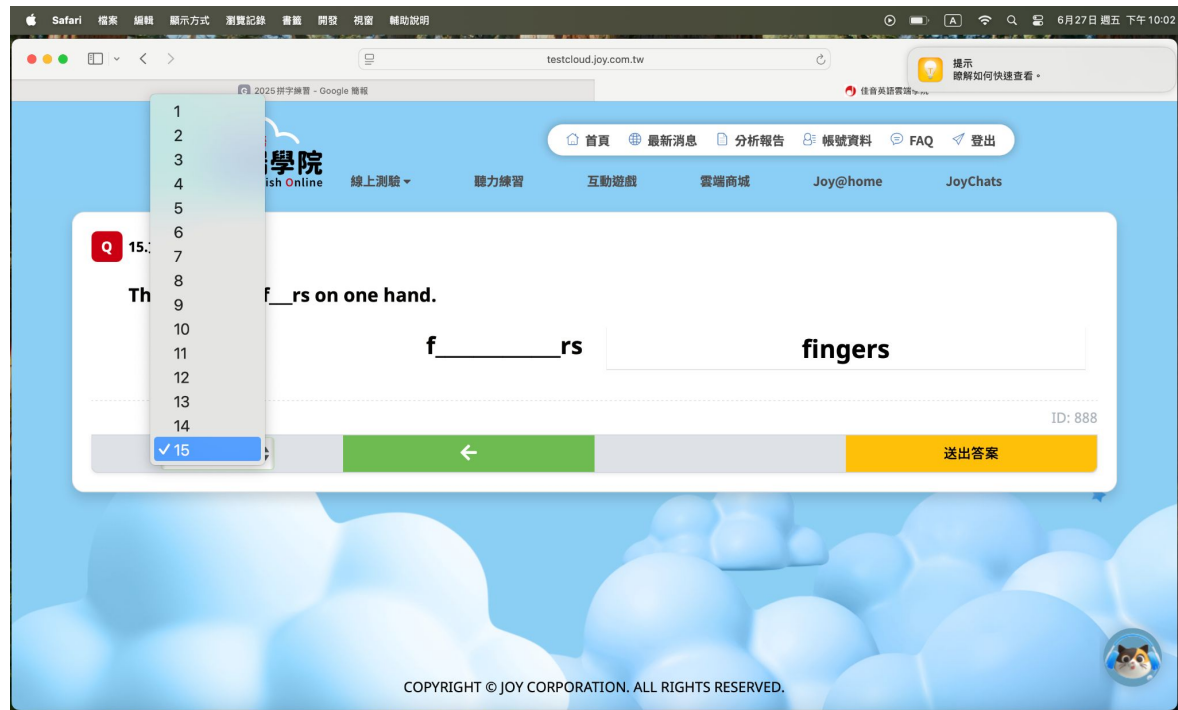 Safari 檔案 編輯 顯示方式 瀏覽記錄 書籤 開發 視窗 輔助說明 A 6月27日 週五 下午10:02
testcloud.joy.com.tw
提示
瞭解如何快速查看。
2025 拼字練習 - Google 簡報
佳音英語雲端學院
1
2
3
4
5
6
7
8
9
10
11
12
13
14
✓ 15
學院
ish Online
首頁 最新消息 分析報告 帳號資料 FAQ 登出
線上測驗 聽力練習 互動遊戲 雲端商城 Joy@home JoyChats
Q 15.
Th f__rs on one hand.
f__________rs fingers
ID: 888
送出答案
COPYRIGHT © JOY CORPORATION. ALL RIGHTS RESERVED.